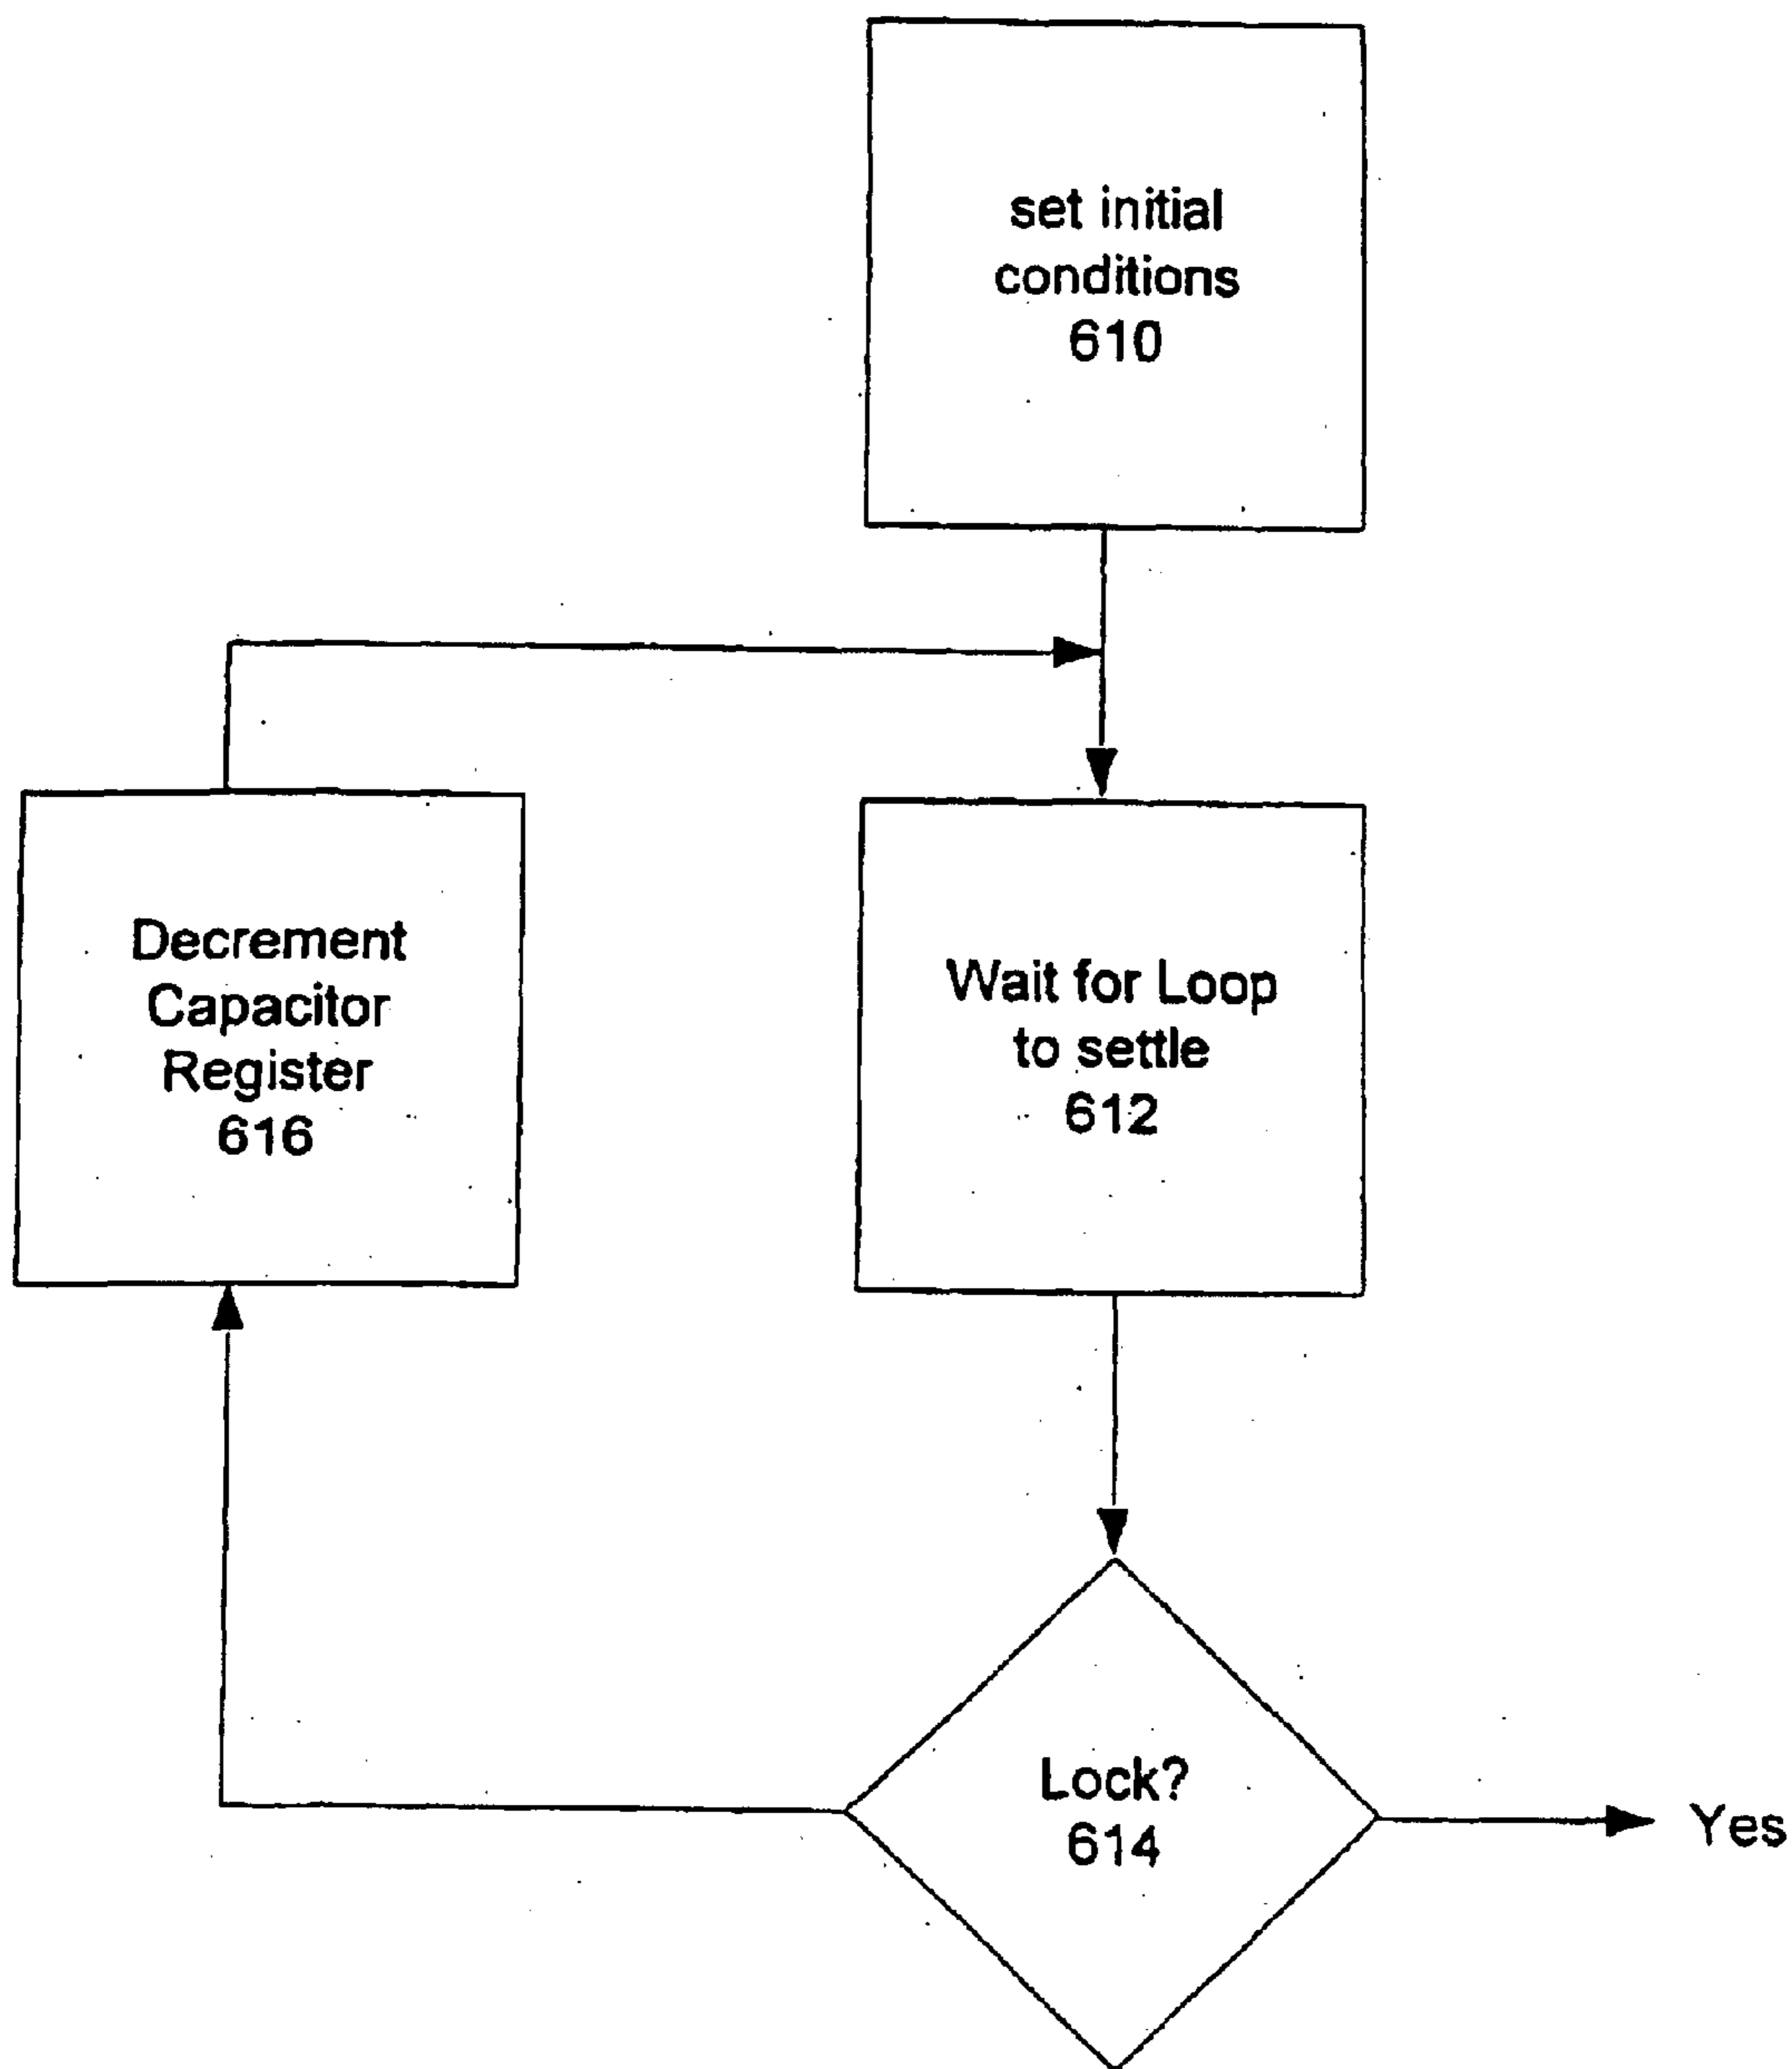 set initial
conditions
610
Decrement
Capacitor
Register
616
Wait for Loop
to settle
612
Lock?
614
Yes